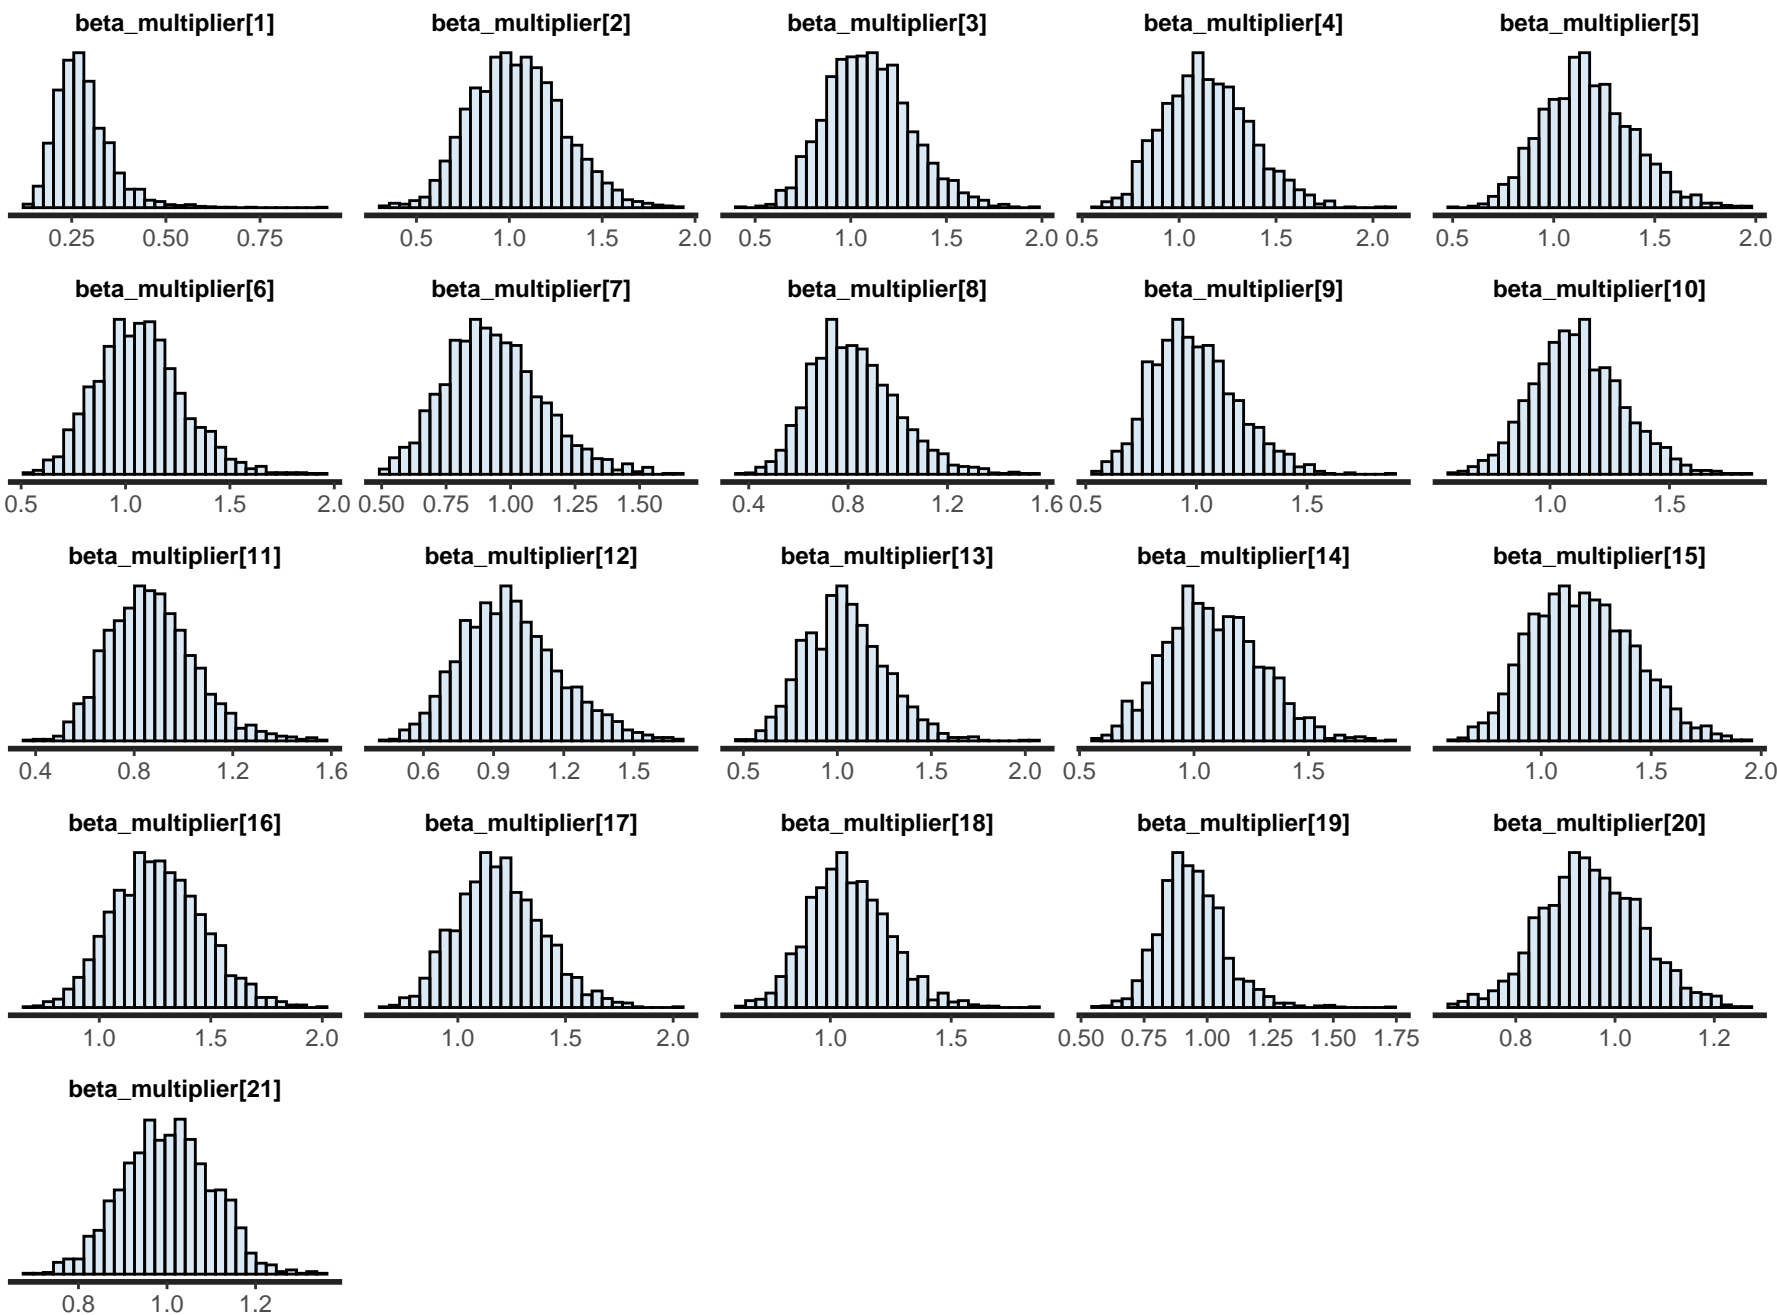 beta_multiplier[1] beta_multiplier[2] beta_multiplier[3] beta_multiplier[4] beta_multiplier[5]
0.25 0.50 0.75 0.5 1.0 1.5 2.0 0.5 1.0 1.5 2.0 0.5 1.0 1.5 2.0 0.5 1.0 1.5 2.0
beta_multiplier[6] beta_multiplier[7] beta_multiplier[8] beta_multiplier[9] beta_multiplier[10]
0.5 1.0 1.5 2.0 0.50 0.75 1.00 1.25 1.50 0.4 0.8 1.2 1.6 0.5 1.0 1.5 1.0 1.5
beta_multiplier[11] beta_multiplier[12] beta_multiplier[13] beta_multiplier[14] beta_multiplier[15]
0.4 0.8 1.2 1.6 0.6 0.9 1.2 1.5 0.5 1.0 1.5 2.0 0.5 1.0 1.5 1.0 1.5 2.0
beta_multiplier[16] beta_multiplier[17] beta_multiplier[18] beta_multiplier[19] beta_multiplier[20]
1.0 1.5 2.0 1.0 1.5 2.0 1.0 1.5 0.50 0.75 1.00 1.25 1.50 1.75 0.8 1.0 1.2
beta_multiplier[21]
0.8 1.0 1.2